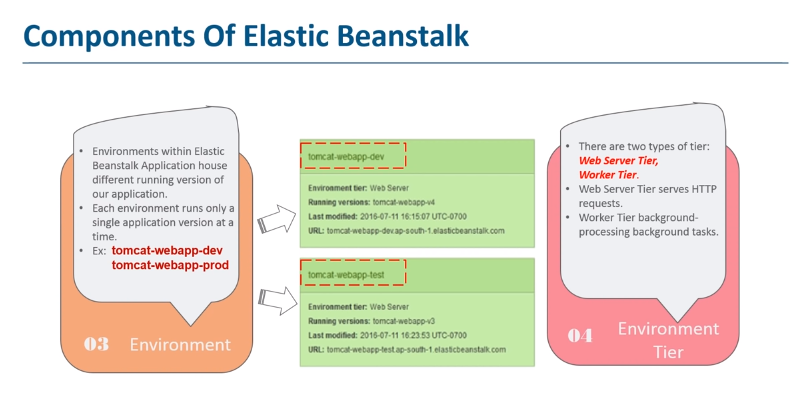 Components Of Elastic Beanstalk
• Environments within Elastic
Beanstalk Application house
different running version of
our application.
• Each environment runs only a
single application version at a
time.
• Ex: tomcat-webapp-dev
tomcat-webapp-prod
03 Environment
tomcat-webapp-dev
Environment tier: Web Server
Running versions: tomcat-webapp-v4
Last modified: 2016-07-11 16:15:07 UTC-0700
URL: tomcat-webapp-dev.ap-south-1.elasticbeanstalk.com
tomcat-webapp-test
Environment tier: Web Server
Running versions: tomcat-webapp-v3
Last modified: 2016-07-11 16:23:53 UTC-0700
URL: tomcat-webapp-test.ap-south-1.elasticbeanstalk.com
• There are two types of tier:
Web Server Tier,
Worker Tier.
• Web Server Tier serves HTTP
requests.
• Worker Tier background-
processing background tasks.
04 Environment
Tier